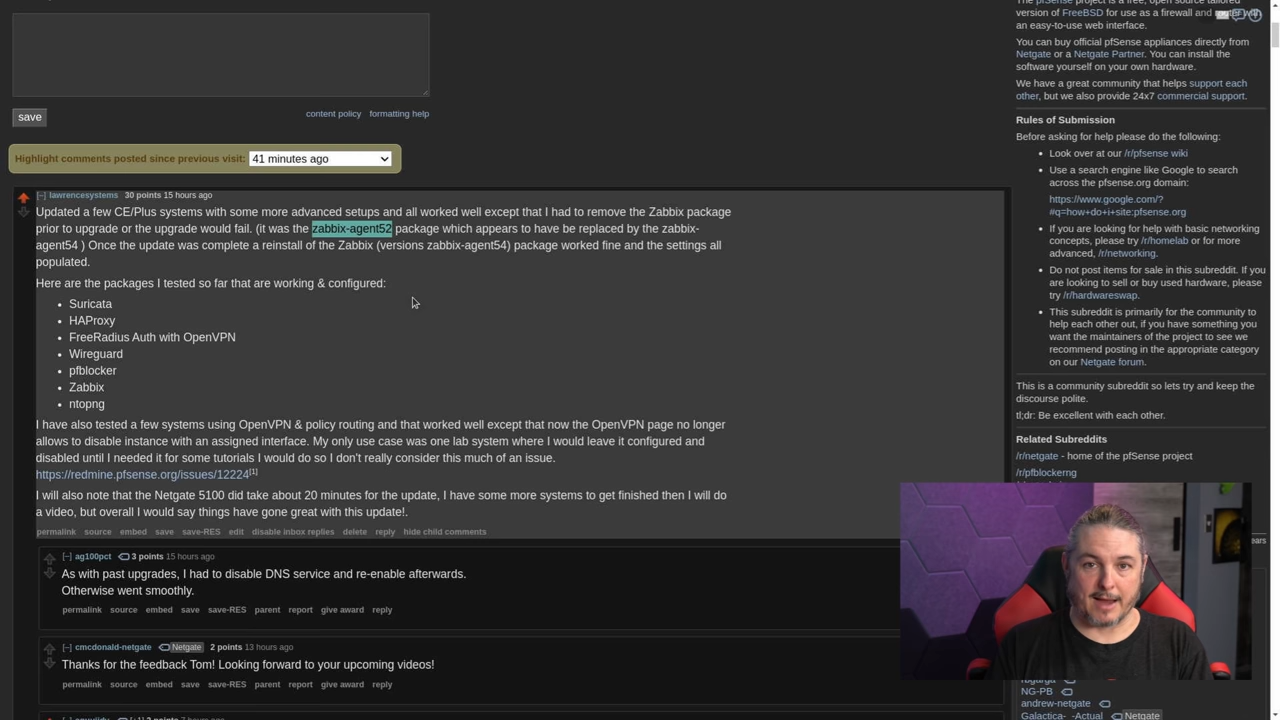 save
content policy
formatting help
Highlight comments posted since previous visit: 41 minutes ago
[–] lawrencesystems 30 points 15 hours ago
Updated a few CE/Plus systems with some more advanced setups and all worked well except that I had to remove the Zabbix package
prior to upgrade or the upgrade would fail. (it was the zabbix-agent52 package which appears to have be replaced by the zabbix-
agent54 ) Once the update was complete a reinstall of the Zabbix (versions zabbix-agent54) package worked fine and the settings all
populated.
Here are the packages I tested so far that are working & configured:
• Suricata
• HAProxy
• FreeRadius Auth with OpenVPN
• Wireguard
• pfblocker
• Zabbix
• ntopng
I have also tested a few systems using OpenVPN & policy routing and that worked well except that now the OpenVPN page no longer
allows to disable instance with an assigned interface. My only use case was one lab system where I would leave it configured and
disabled until I needed it for some tutorials I would do so I don't really consider this much of an issue.
https://redmine.pfsense.org/issues/12224[1]
I will also note that the Netgate 5100 did take about 20 minutes for the update, I have some more systems to get finished then I will do
a video, but overall I would say things have gone great with this update!.
permalink source embed save save-RES edit disable inbox replies delete reply hide child comments
[–] ag100pct 3 points 15 hours ago
As with past upgrades, I had to disable DNS service and re-enable afterwards.
Otherwise went smoothly.
permalink source embed save save-RES parent report give award reply
[–] cmcdonald-netgate Netgate 2 points 13 hours ago
Thanks for the feedback Tom! Looking forward to your upcoming videos!
permalink source embed save save-RES parent report give award reply
The pfSense project is a free, open source tailored
version of FreeBSD for use as a firewall and router with
an easy-to-use web interface.
You can buy official pfSense appliances directly from
Netgate or a Netgate Partner. You can install the
software yourself on your own hardware.
We have a great community that helps support each
other, but we also provide 24x7 commercial support.
Rules of Submission
Before asking for help please do the following:
• Look over at our /r/pfsense wiki
• Use a search engine like Google to search
across the pfsense.org domain:
https://www.google.com/?
#q=how+do+i+site:pfsense.org
• If you are looking for help with basic networking
concepts, please try /r/homelab or for more
advanced, /r/networking.
• Do not post items for sale in this subreddit. If you
are looking to sell or buy used hardware, please
try /r/hardwareswap.
• This subreddit is primarily for the community to
help each other out, if you have something you
want the maintainers of the project to see we
recommend posting in the appropriate category
on our Netgate forum.
This is a community subreddit so lets try and keep the
discourse polite.
tl;dr: Be excellent with each other.
Related Subreddits
/r/netgate - home of the pfSense project
/r/pfblockerng
ears
NG-PB
andrew-netgate
Galactica-_-Actual Netgate